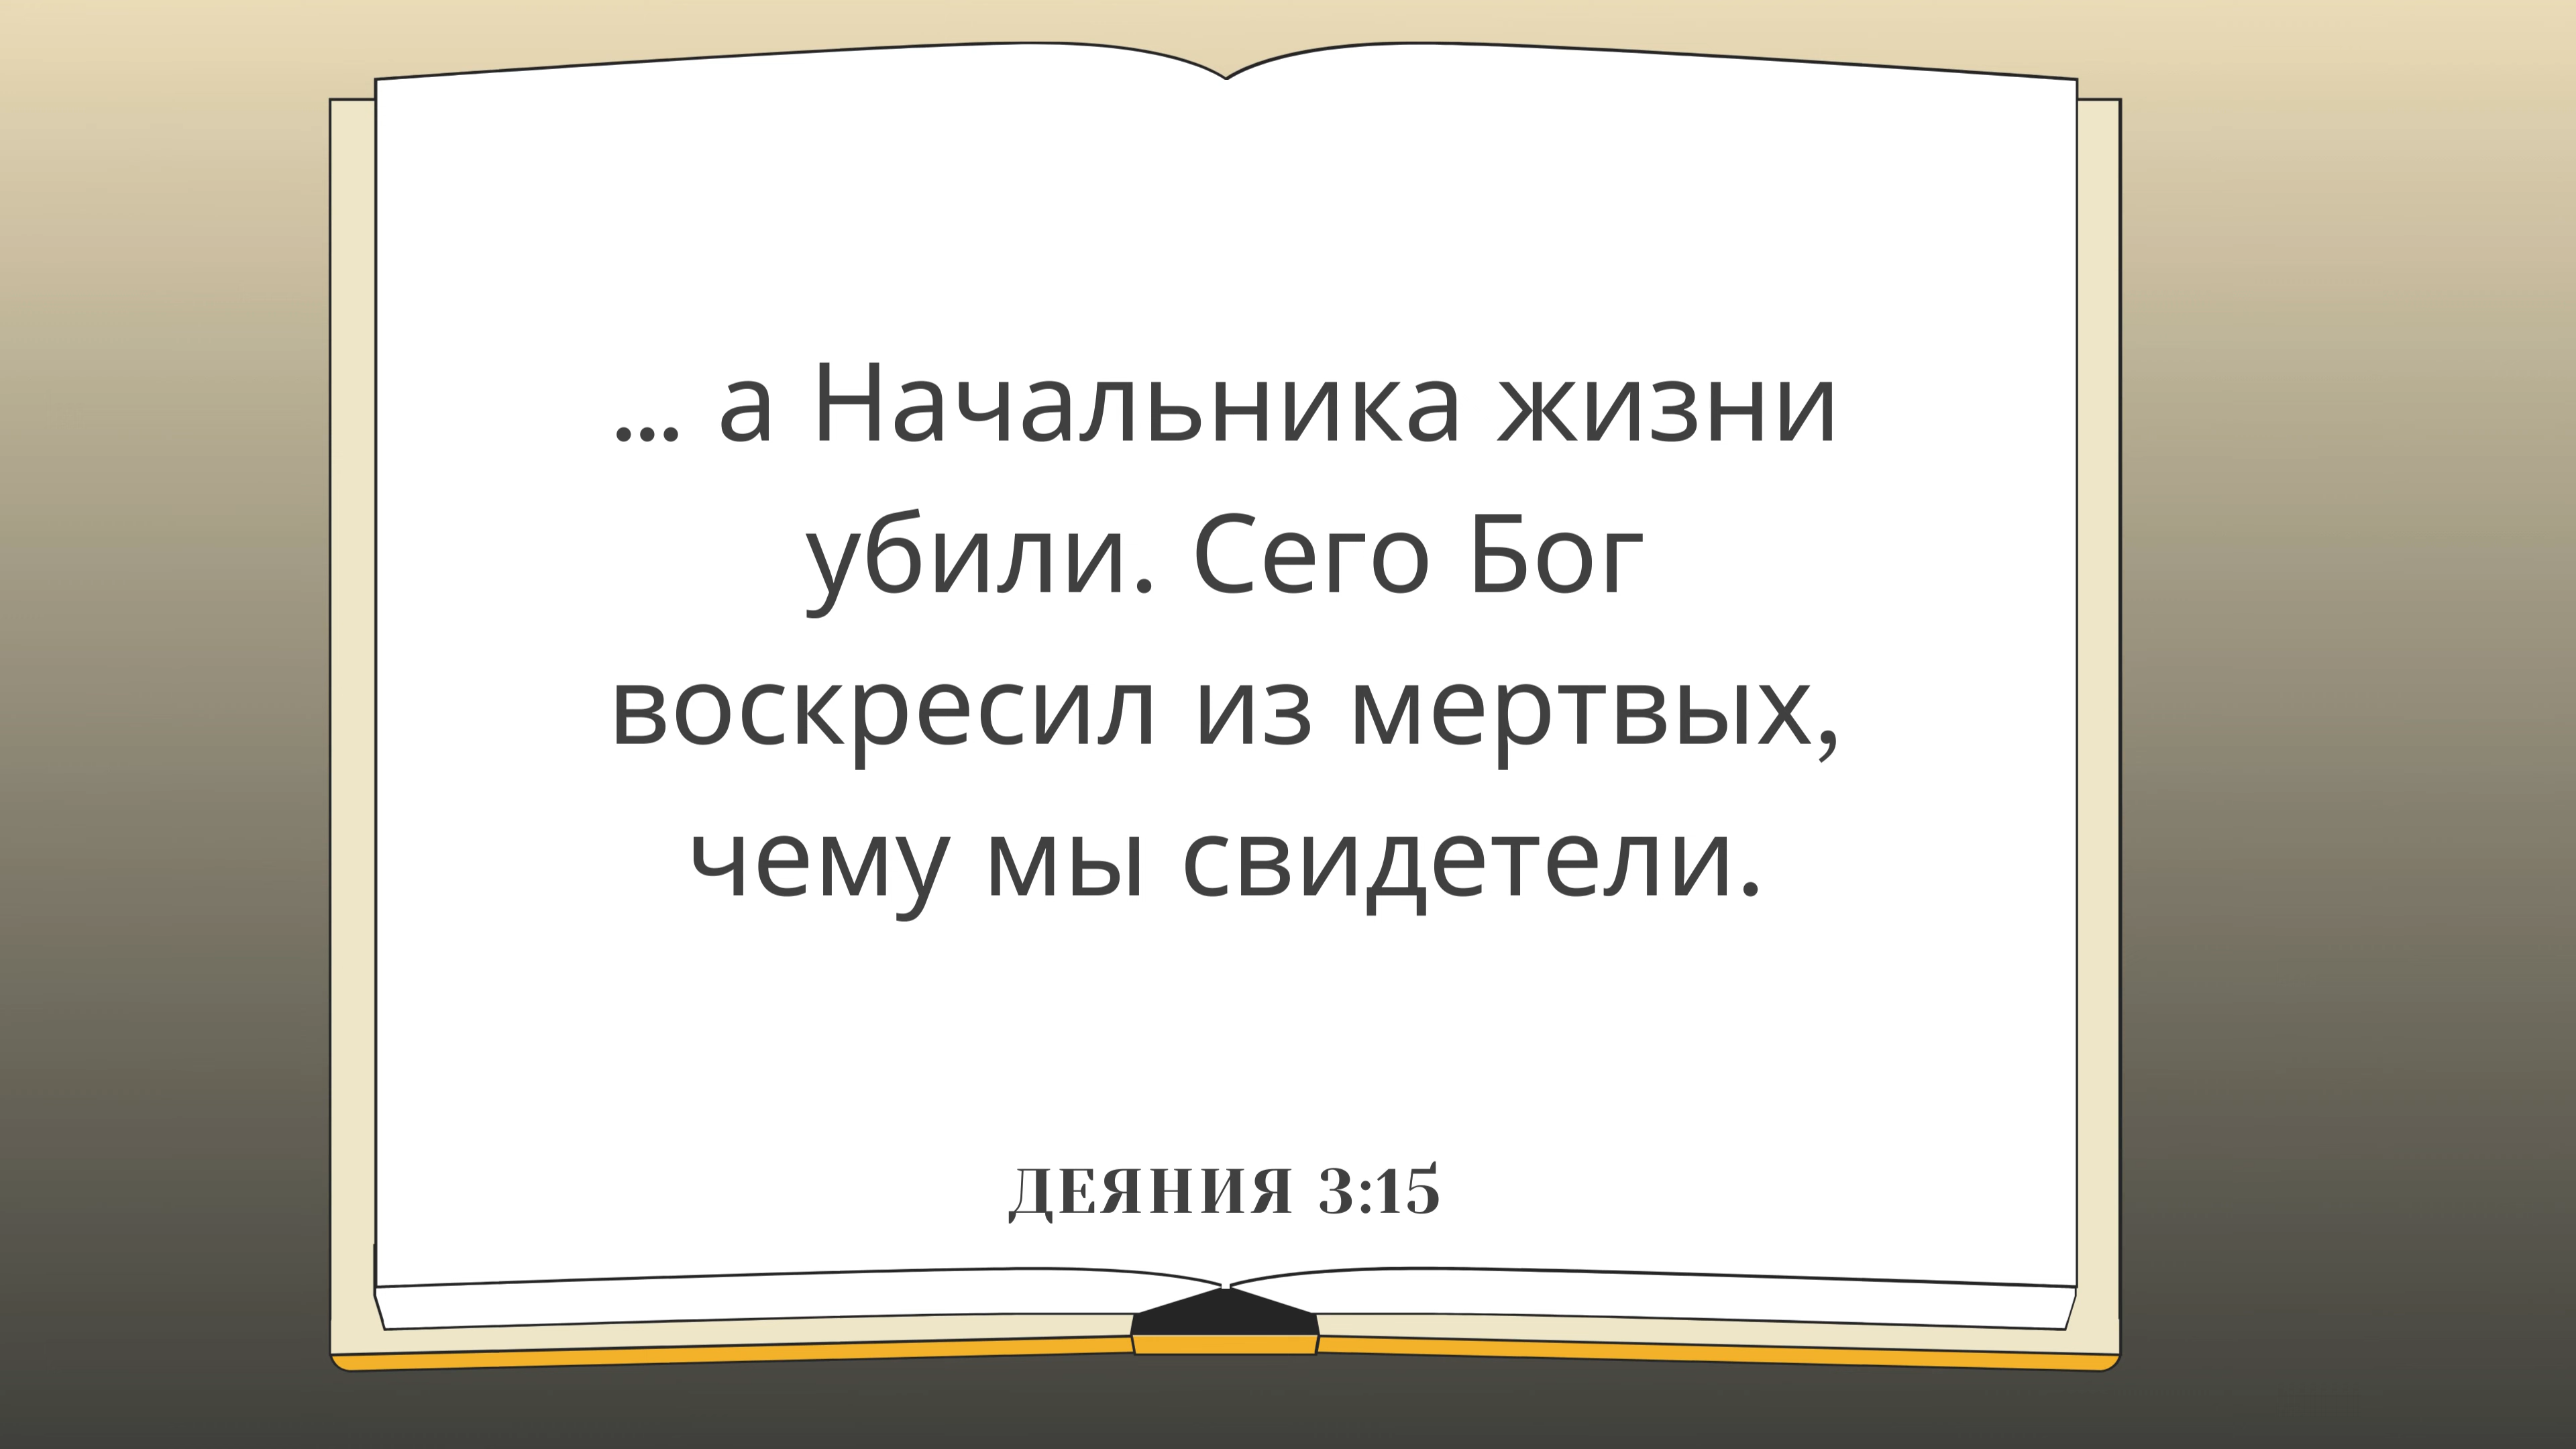 ... а Начальника жизни
убили. Сего Бог
воскресил из мертвых,
чему мы свидетели.
ДЕЯНИЯ 3:15